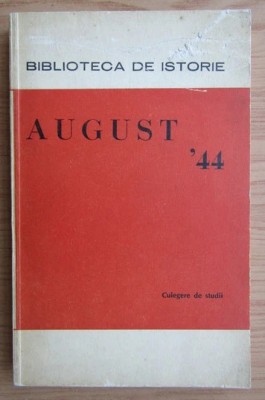 BIBLIOTECA DE ISTORIE
AUGUST
'44
Culegere de studii